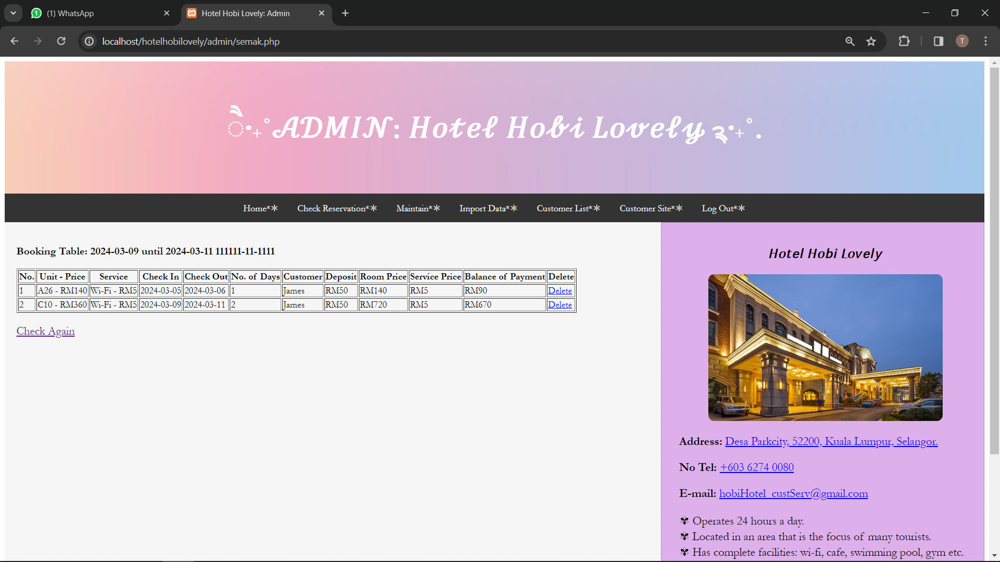 (1) WhatsApp
Hotel Hobi Lovely: Admin
localhost/hotelhobilovely/admin/semak.php
T
ADMIN: Hotel Hobi Lovely ২
Home*∗ Check Reservation*∗ Maintain*∗ Import Data*∗ Customer List*∗ Customer Site*∗ Log Out*∗
Booking Table: 2024-03-09 until 2024-03-11 111111-11-1111
No. Unit - Price Service Check In Check Out No. of Days Customer Deposit Room Price Service Price Balance of Payment Delete
1 A26 - RM140 Wi-Fi - RM5 2024-03-05 2024-03-06 1 James RM50 RM140 RM5 RM90 Delete
2 C10 - RM360 Wi-Fi - RM5 2024-03-09 2024-03-11 2 James RM50 RM720 RM5 RM670 Delete
Check Again
Hotel Hobi Lovely
Address: Desa Parkcity, 52200, Kuala Lumpur, Selangor.
No Tel: +603 6274 0080
E-mail: hobiHotel_custServ@gmail.com
✾ Operates 24 hours a day.
✾ Located in an area that is the focus of many tourists.
✾ Has complete facilities: wi-fi, cafe, swimming pool, gym etc.